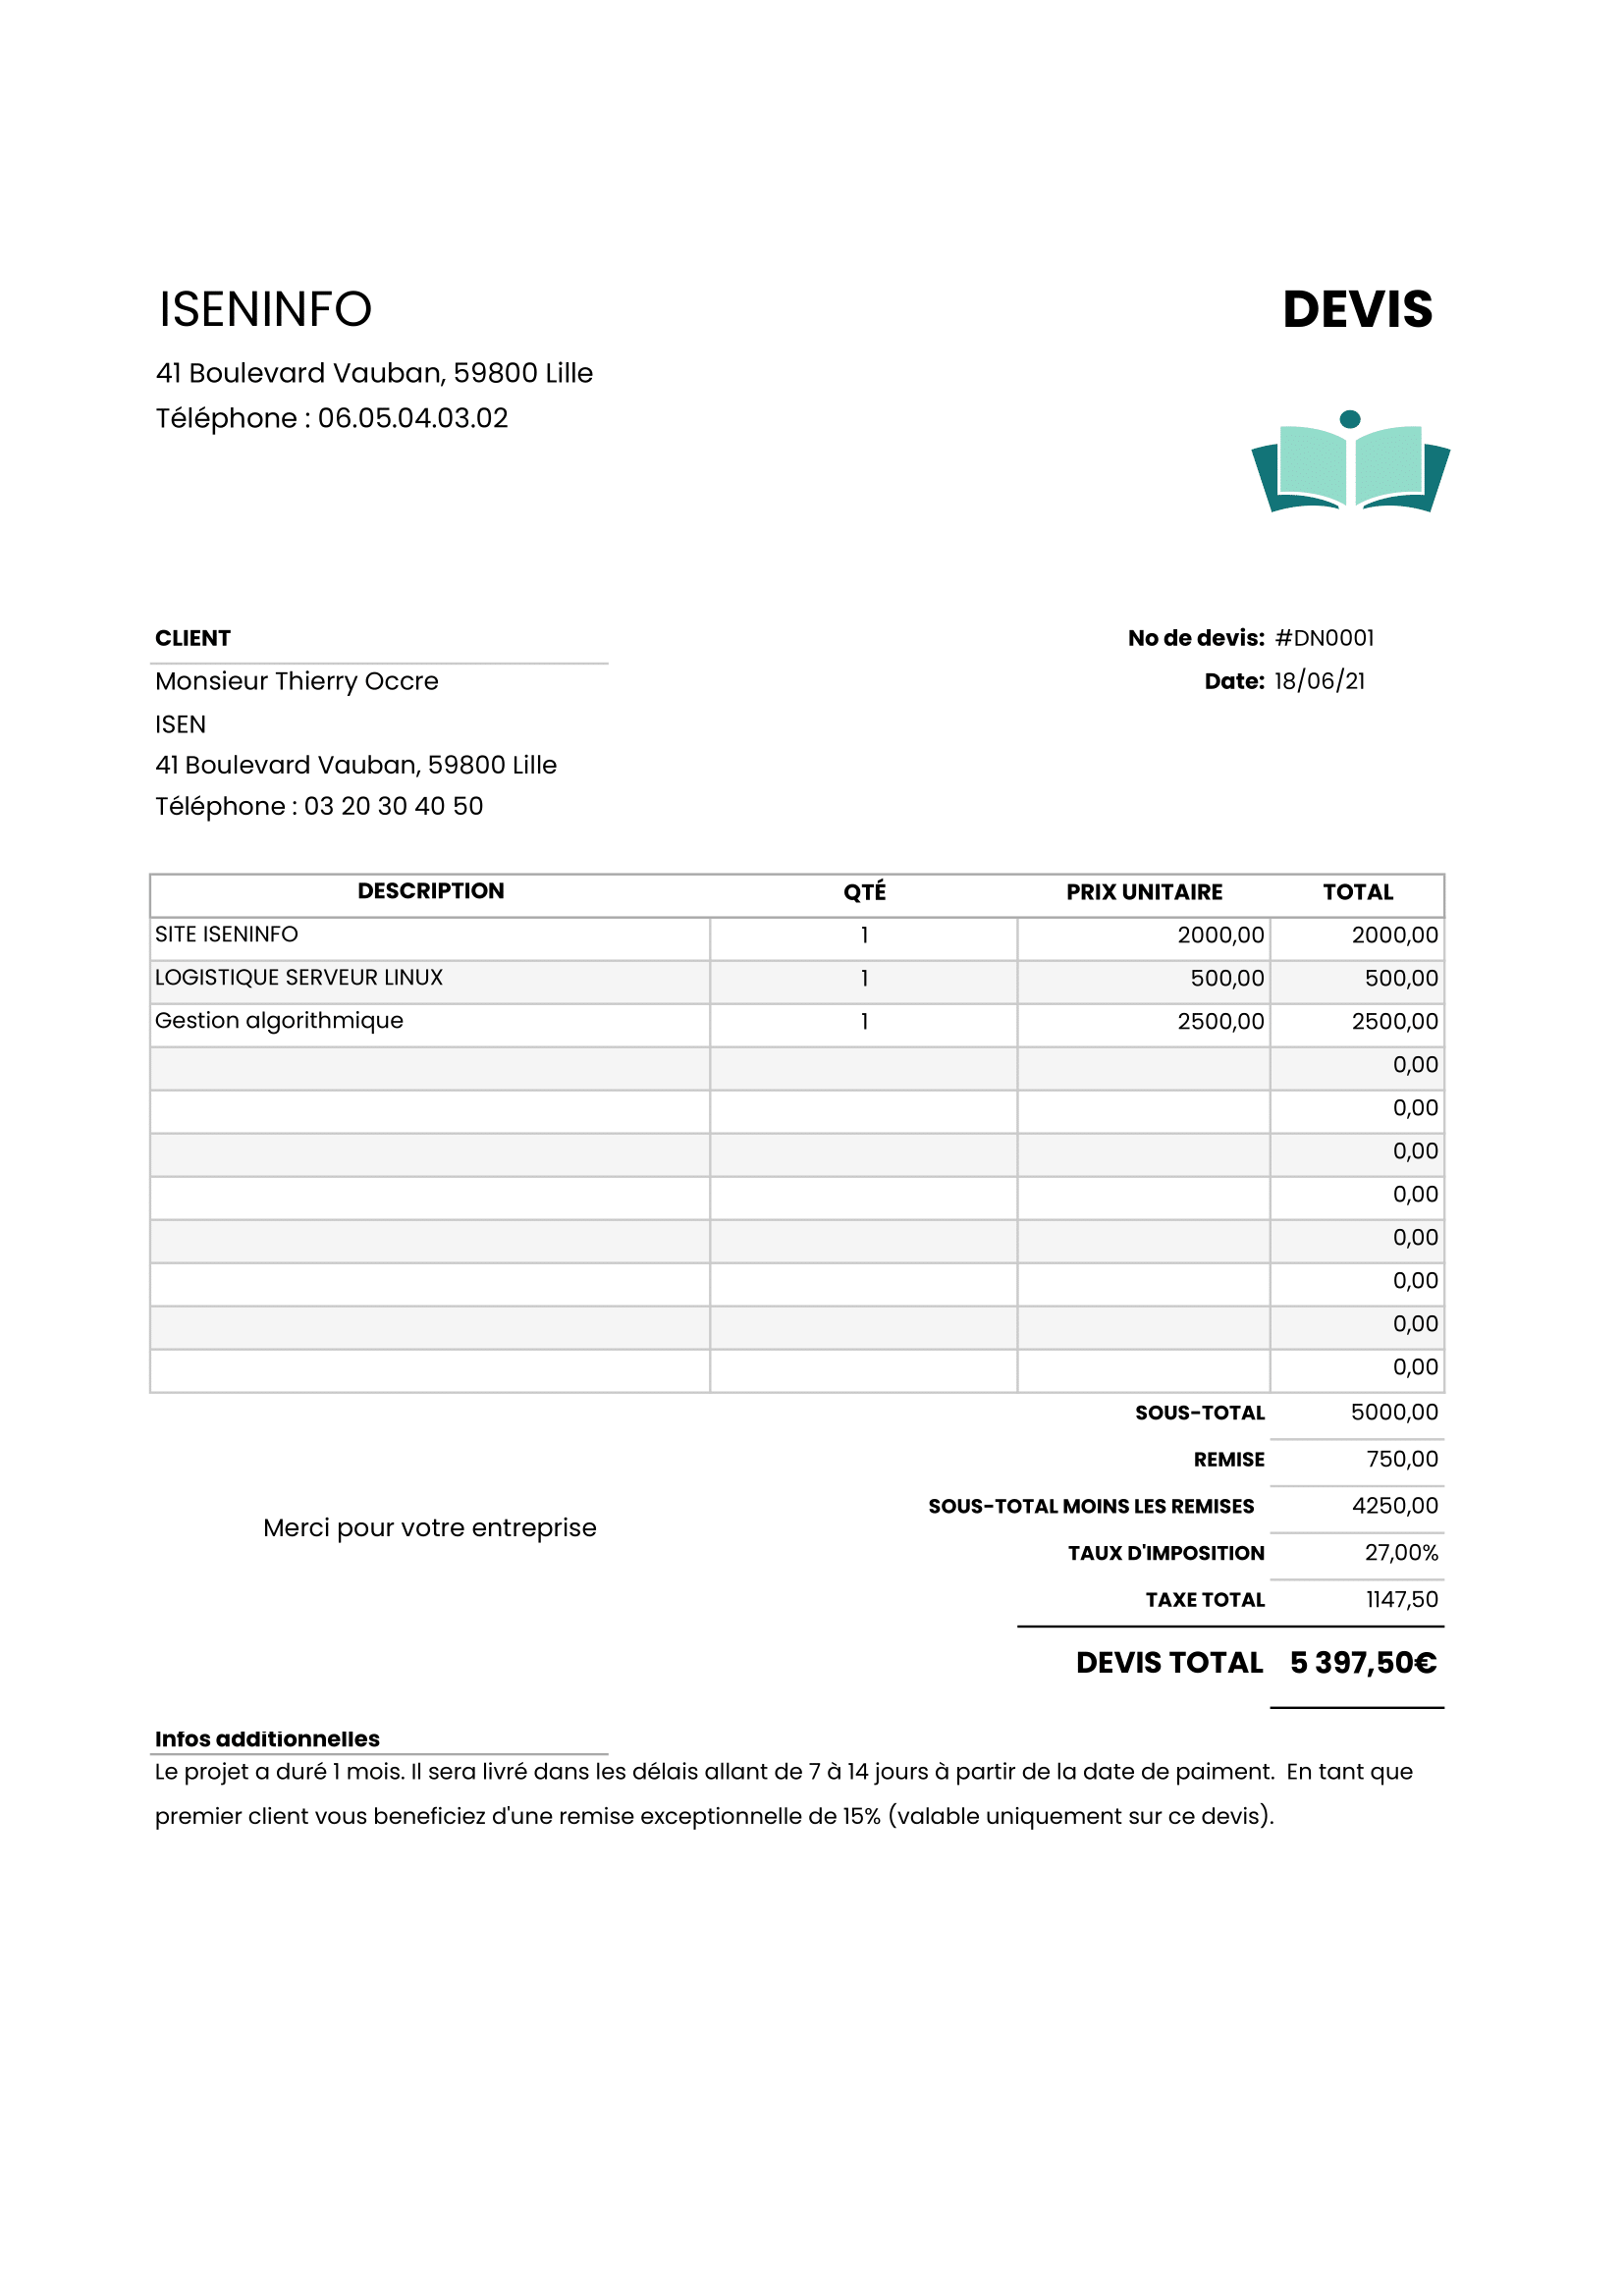 ISENINFO DEVIS
41 Boulevard Vauban, 59800 Lille
Téléphone : 06.05.04.03.02
CLIENT No de devis: #DN0001
Monsieur Thierry Occre Date: 18/06/21
ISEN
41 Boulevard Vauban, 59800 Lille
Téléphone : 03 20 30 40 50
DESCRIPTION QTÉ PRIX UNITAIRE TOTAL
SITE ISENINFO 1 2000,00 2000,00
LOGISTIQUE SERVEUR LINUX 1 500,00 500,00
Gestion algorithmique 1 2500,00 2500,00
0,00
0,00
0,00
0,00
0,00
0,00
0,00
0,00
SOUS-TOTAL 5000,00
REMISE 750,00
SOUS-TOTAL MOINS LES REMISES 4250,00
Merci pour votre entreprise
TAUX D'IMPOSITION 27,00%
TAXE TOTAL 1147,50
DEVIS TOTAL 5 397,50€
Infos additionnelles
Le projet a duré 1 mois. Il sera livré dans les délais allant de 7 à 14 jours à partir de la date de paiment. En tant que
premier client vous beneficiez d'une remise exceptionnelle de 15% (valable uniquement sur ce devis).